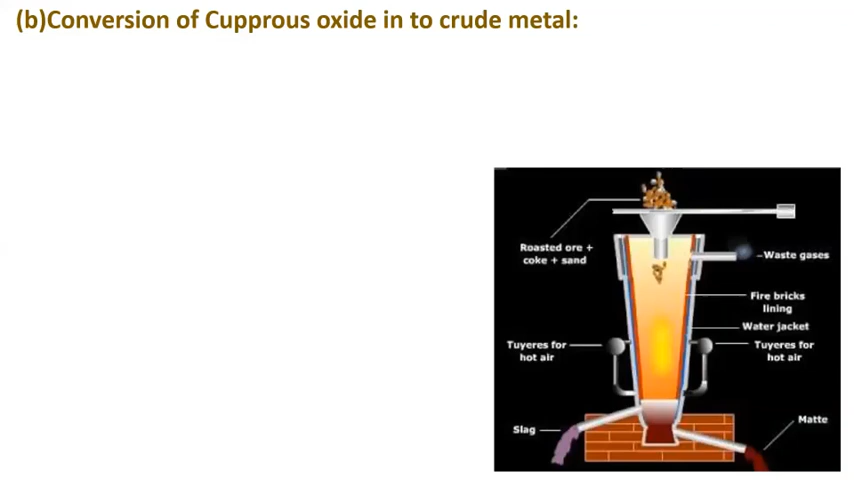 (b)Conversion of Cupprous oxide in to crude metal:
Roasted ore +
coke + sand
Waste gases
Fire bricks
lining
Water jacket
Tuyeres for
hot air
Tuyeres for
hot air
Slag
Matte